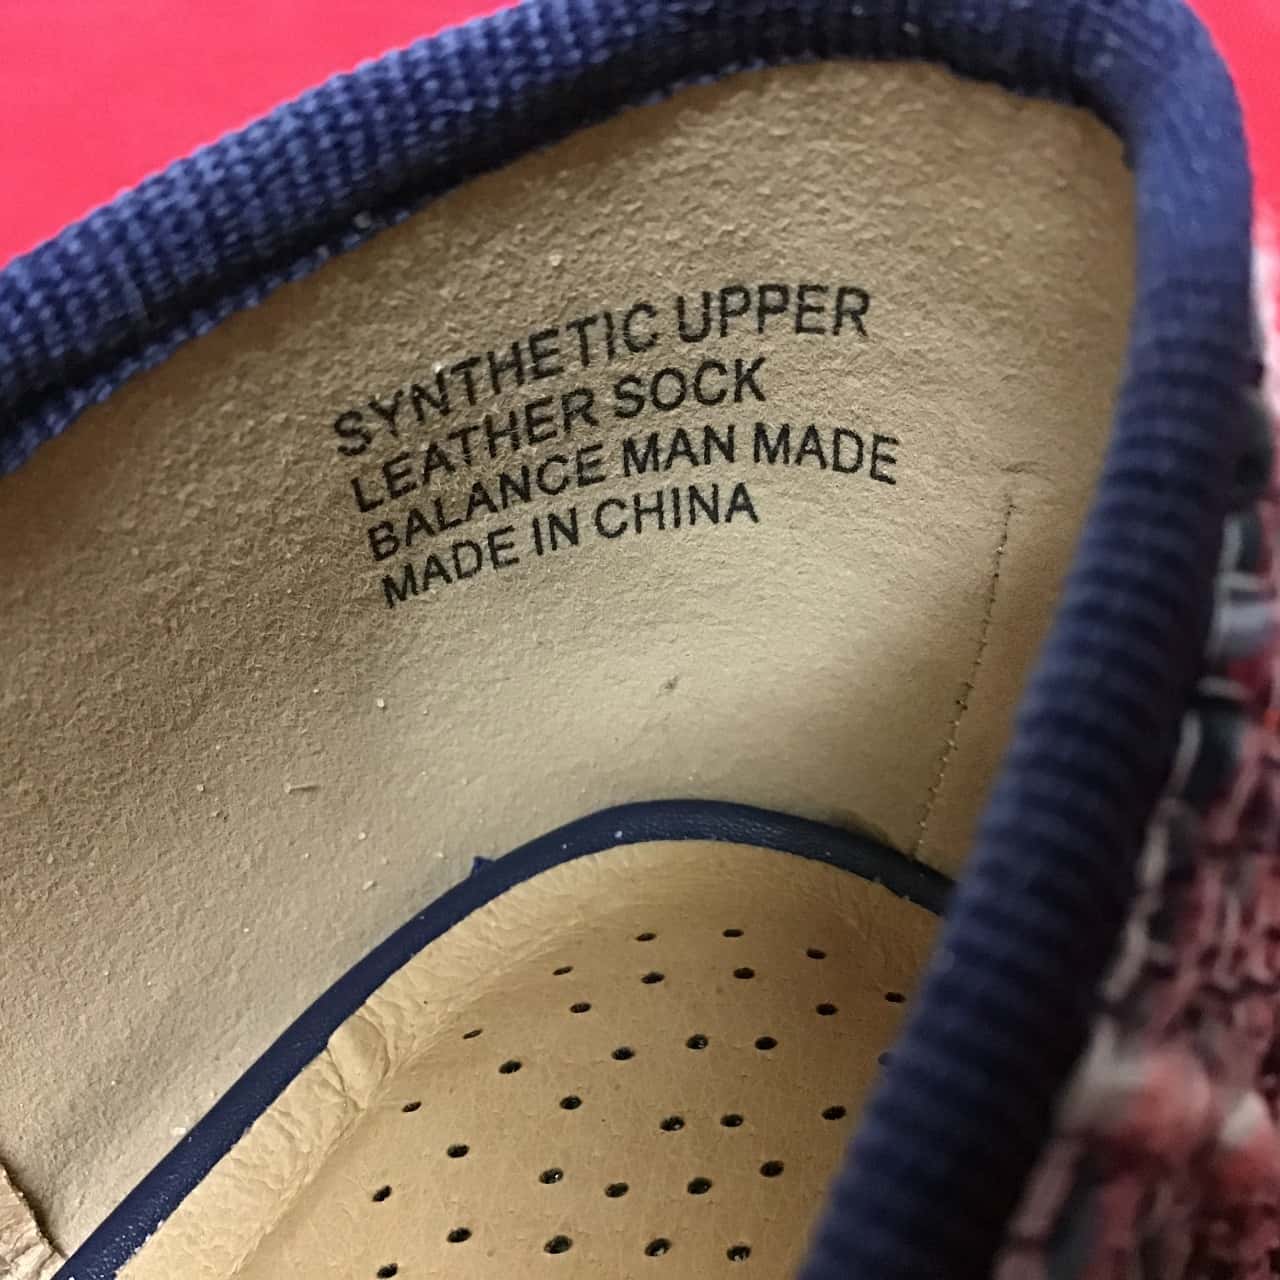 SYNTHETIC UPPER
LEATHER SOCK
BALANCE MAN MADE
MADE IN CHINA